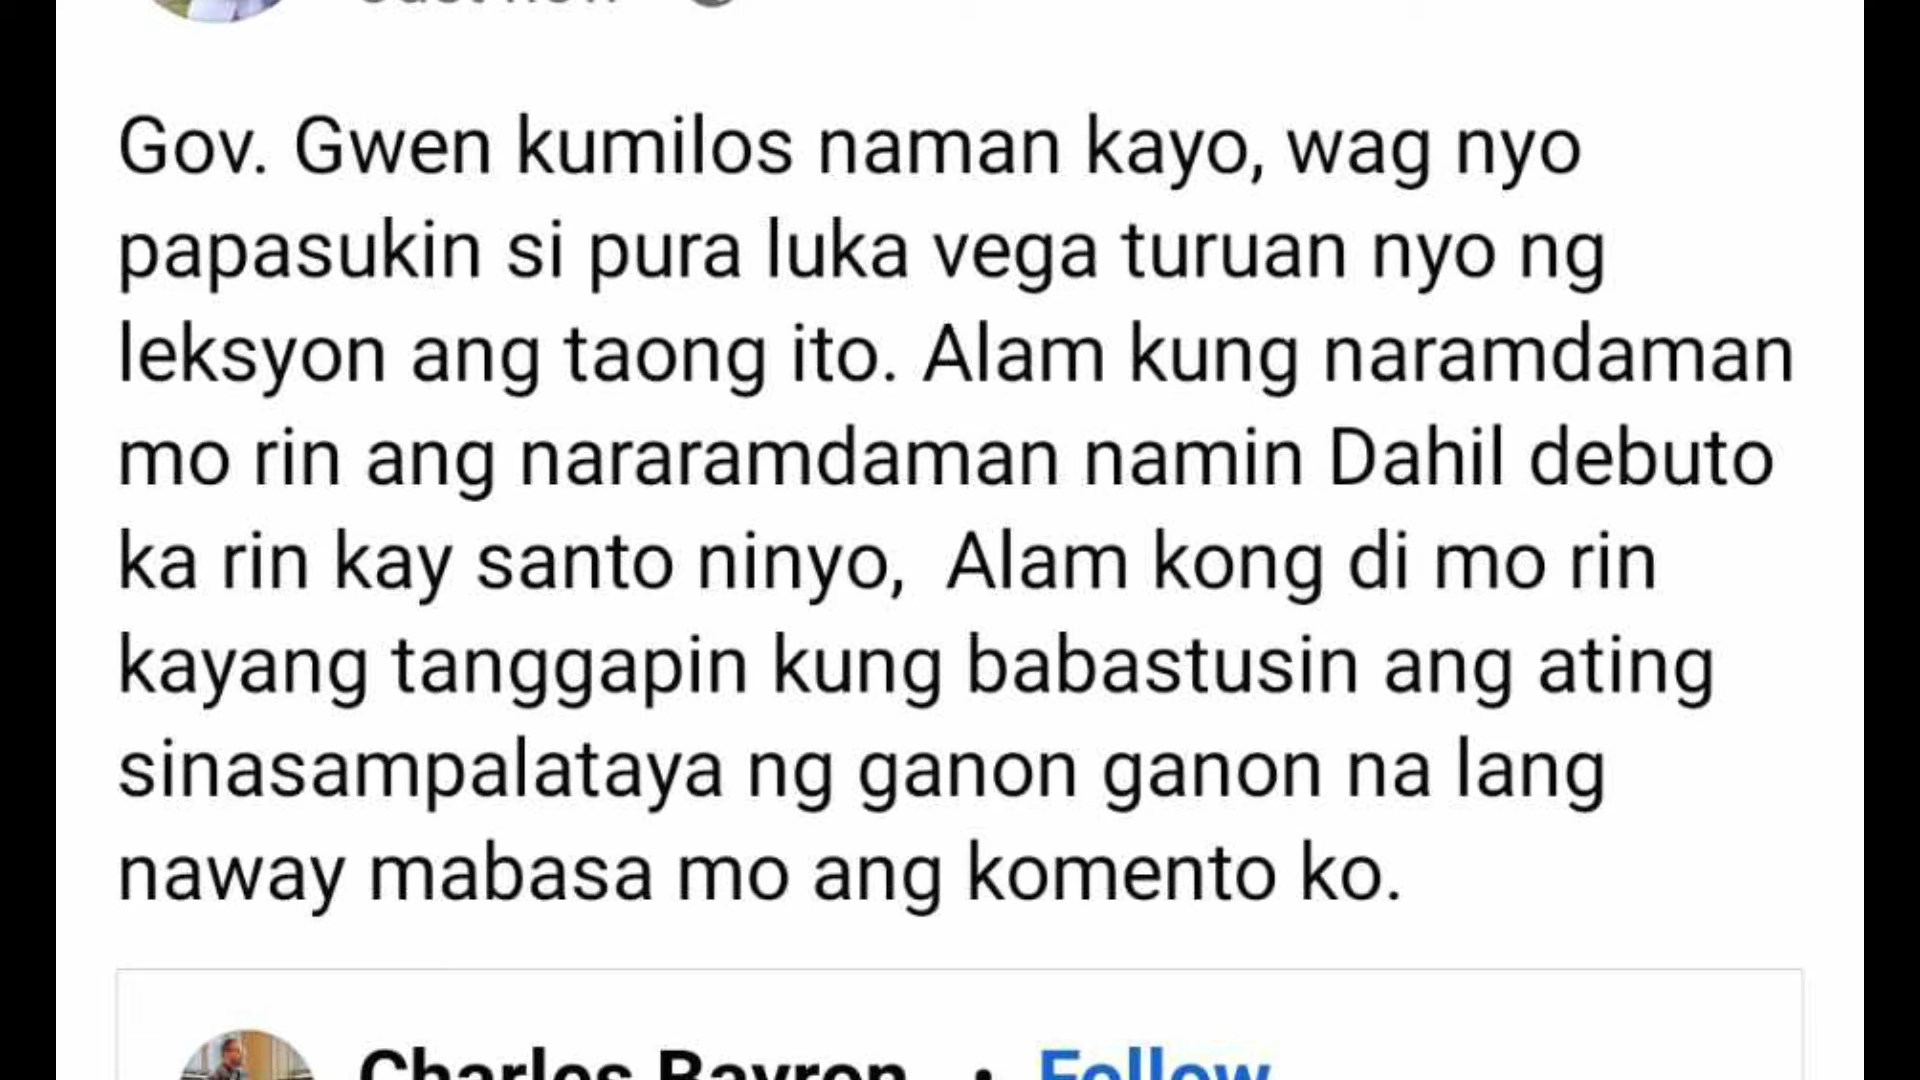 Gov. Gwen kumilos naman kayo, wag nyo
papasukin si pura luka vega turuan nyo ng
leksyon ang taong ito. Alam kung naramdaman
mo rin ang nararamdaman namin Dahil debuto
ka rin kay santo ninyo,  Alam kong di mo rin
kayang tanggapin kung babastusin ang ating
sinasampalataya ng ganon ganon na lang
naway mabasa mo ang komento ko.
Charles Bayron • Follow